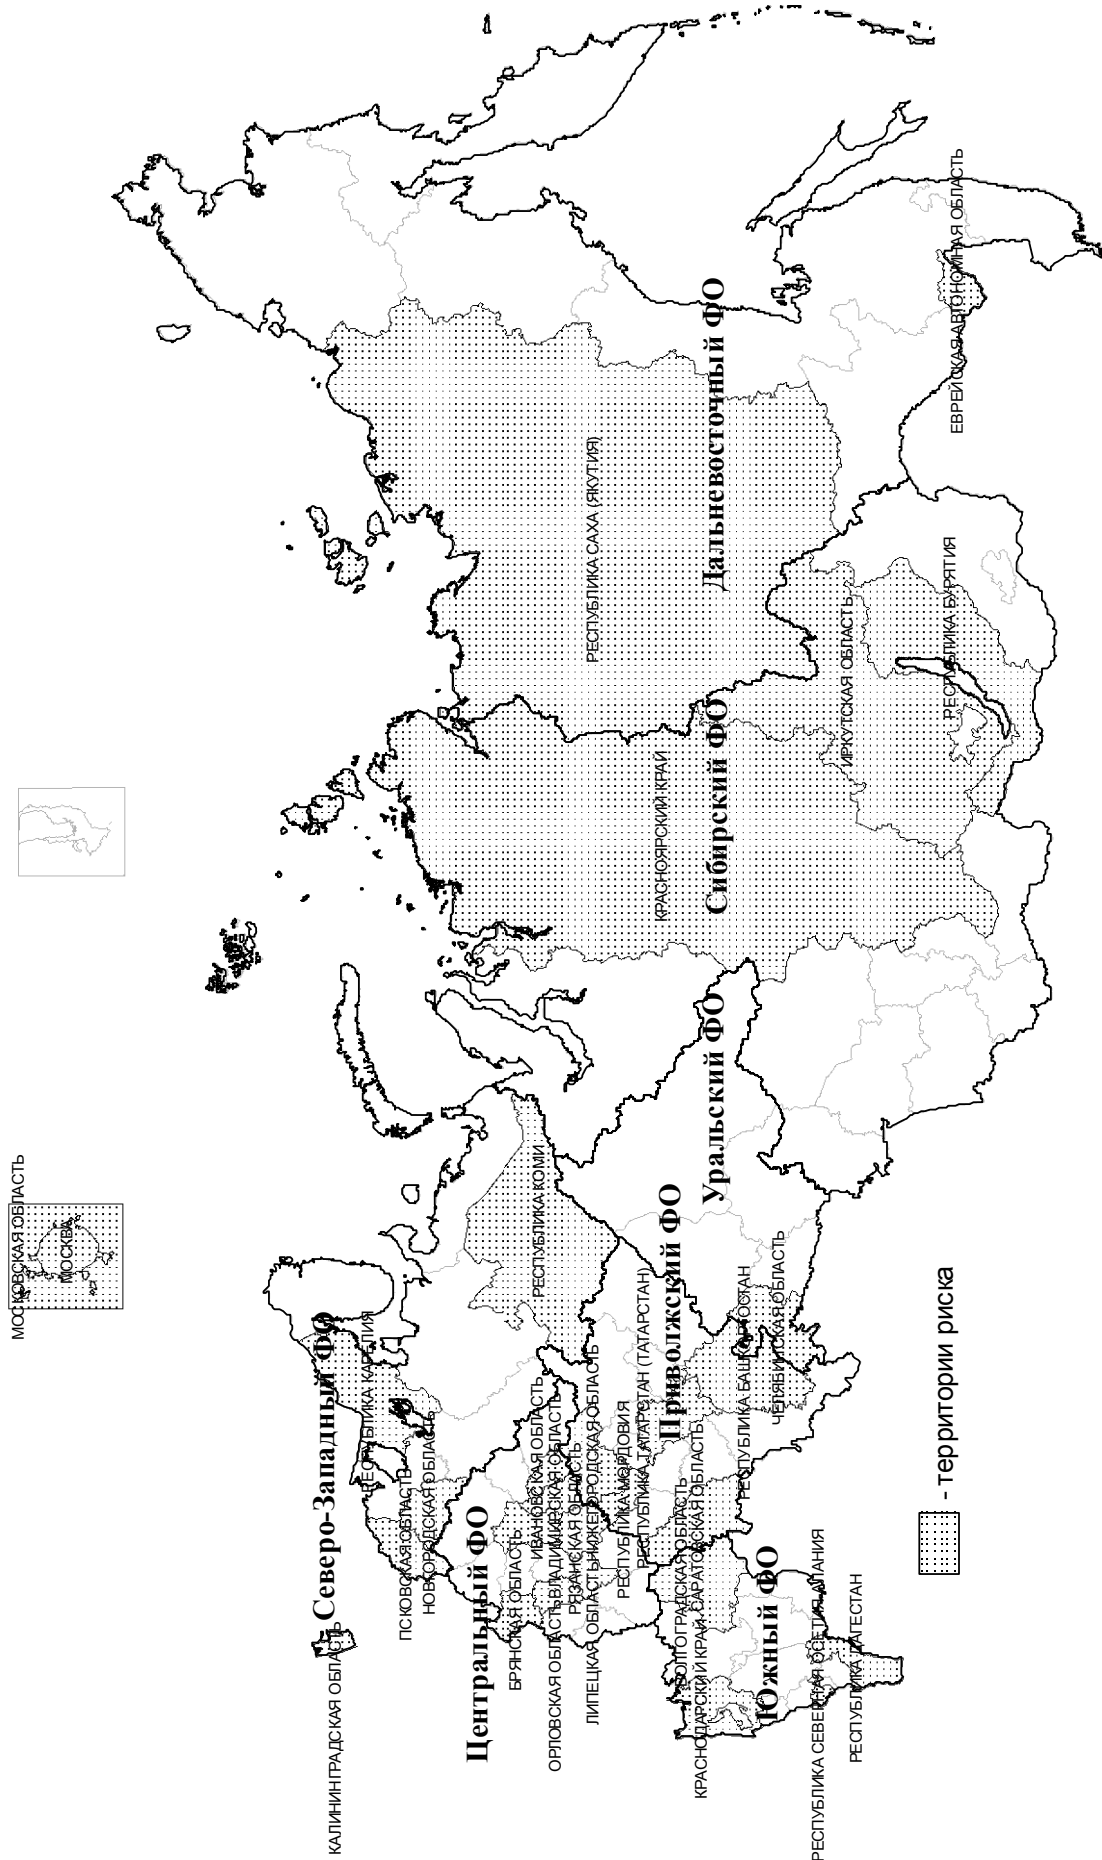 МОСКОВСКАЯ ОБЛАСТЬ
МОСКВА
КАЛИНИНГРАДСКАЯ ОБЛАСТЬ
Северо-Западный ФО
РЕСПУБЛИКА КАРЕЛИЯ
ПСКОВСКАЯ ОБЛАСТЬ
НОВГОРОДСКАЯ ОБЛАСТЬ
Центральный ФО
БРЯНСКАЯ ОБЛАСТЬ
ИВАНОВСКАЯ ОБЛАСТЬ
РЕСПУБЛИКА КОМИ
ОРЛОВСКАЯ ОБЛАСТЬ ВЛАДИМИРСКАЯ ОБЛАСТЬ
РЯЗАНСКАЯ ОБЛАСТЬ
ЛИПЕЦКАЯ ОБЛАСТЬ НИЖЕГОРОДСКАЯ ОБЛАСТЬ
РЕСПУБЛИКА САХА (ЯКУТИЯ)
РЕСПУБЛИКА МОРДОВИЯ
РЕСПУБЛИКА ТАТАРСТАН (ТАТАРСТАН)
КРАСНОЯРСКИЙ КРАЙ
Приволжский ФО
ВОЛГОГРАДСКАЯ ОБЛАСТЬ
КРАСНОДАРСКИЙ КРАЙ САРАТОВСКАЯ ОБЛАСТЬ
Уральский ФО
Сибирский ФО
Дальневосточный ФО
РЕСПУБЛИКА БАШКОРТОСТАН
Южный ФО
ЧЕЛЯБИНСКАЯ ОБЛАСТЬ
РЕСПУБЛИКА СЕВЕРНАЯ ОСЕТИЯ-АЛАНИЯ
ИРКУТСКАЯ ОБЛАСТЬ
РЕСПУБЛИКА ДАГЕСТАН
РЕСПУБЛИКА БУРЯТИЯ
ЕВРЕЙСКАЯ АВТОНОМНАЯ ОБЛАСТЬ
- территории риска